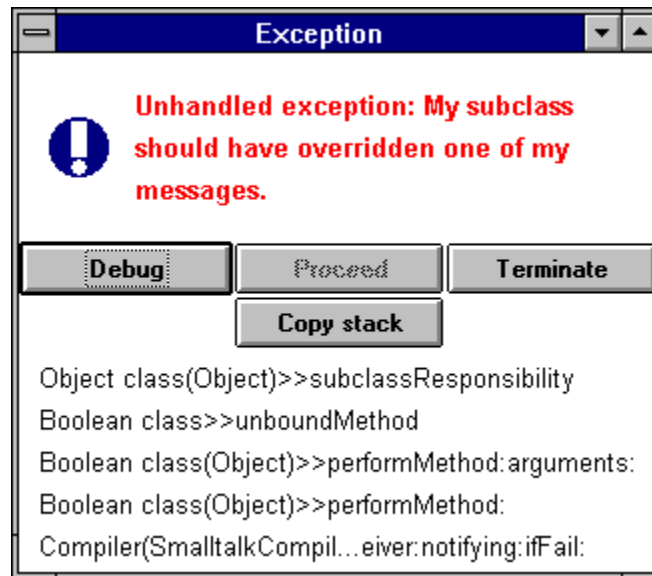 Exception
Unhandled exception: My subclass
should have overridden one of my
messages.
Debug
Proceed
Terminate
Copy stack
Object class(Object)>>subclassResponsibility
Boolean class>>unboundMethod
Boolean class(Object)>>performMethod:arguments:
Boolean class(Object)>>performMethod:
Compiler(SmalltalkCompil...eiver:notifying:ifFail: